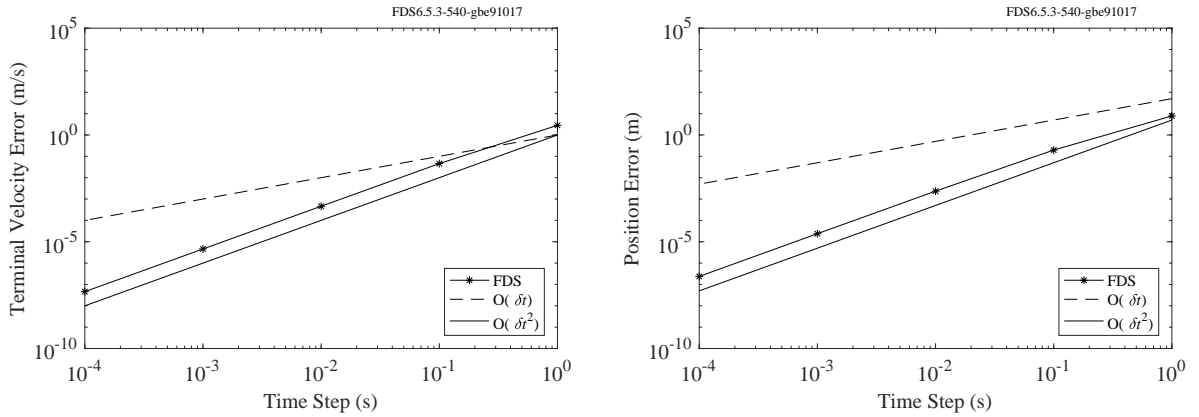 FDS6.5.3-540-gbe91017
Terminal Velocity Error (m/s)
10^5
10^0
10^-5
10^-10
FDS
O( δt)
O( δt^2)
10^-4 10^-3 10^-2 10^-1 10^0
Time Step (s)
FDS6.5.3-540-gbe91017
Position Error (m)
10^5
10^0
10^-5
10^-10
FDS
O( δt)
O( δt^2)
10^-4 10^-3 10^-2 10^-1 10^0
Time Step (s)